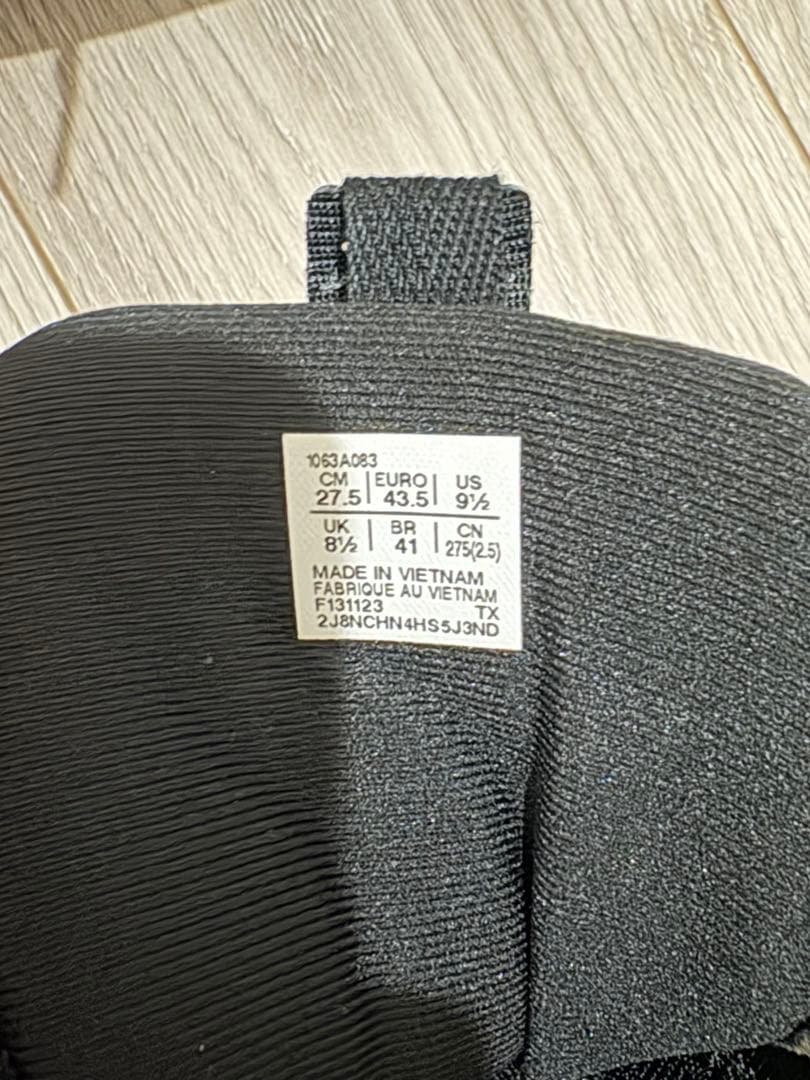 1063A083
CM EURO US
27.5 43.5 9½
UK BR CN
8½ 41 275(2.5)
MADE IN VIETNAM
FABRIQUE AU VIETNAM
F131123 TX
2J8NCHN4HS5J3ND